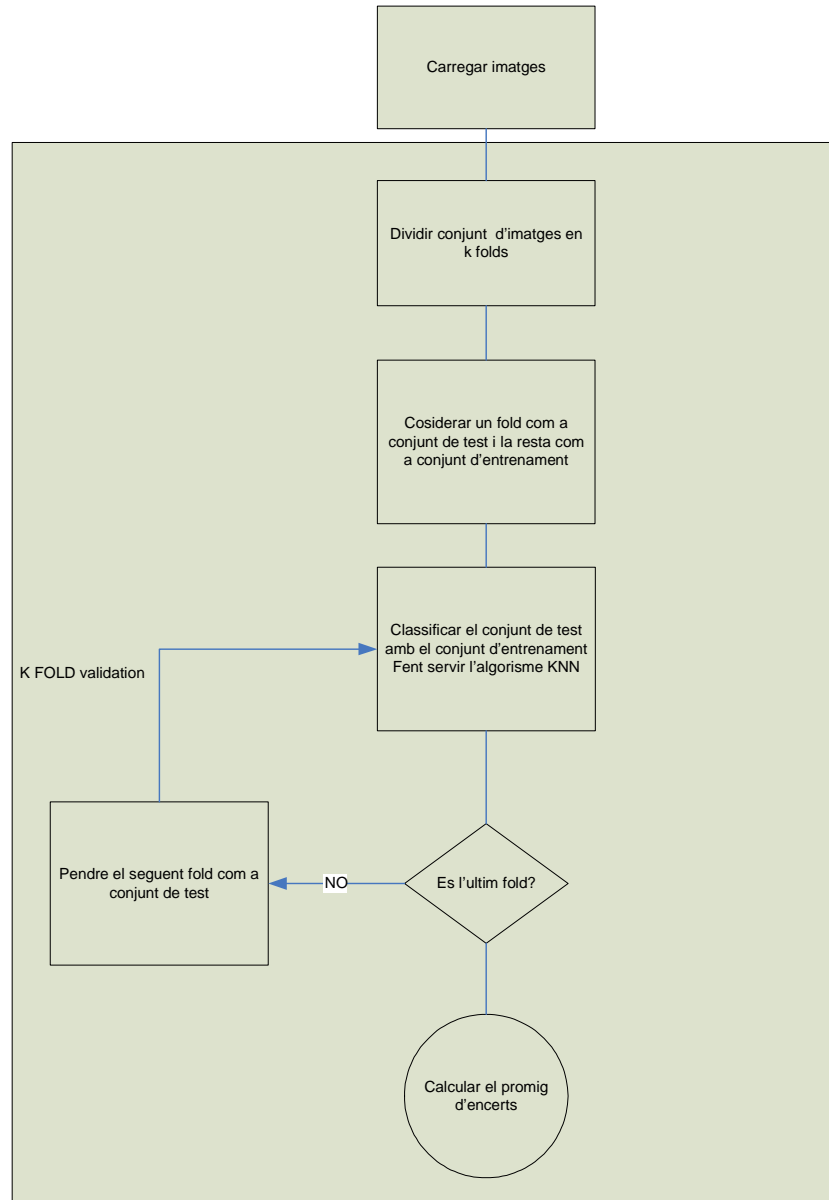 Carregar imatges
Dividir conjunt  d’imatges en
k folds
Cosiderar un fold com a
conjunt de test i la resta com
a conjunt d’entrenament
Classificar el conjunt de test
amb el conjunt d’entrenament
Fent servir l’algorisme KNN
K FOLD validation
Pendre el seguent fold com a
conjunt de test
NO
Es l’ultim fold?
Calcular el promig
d’encerts